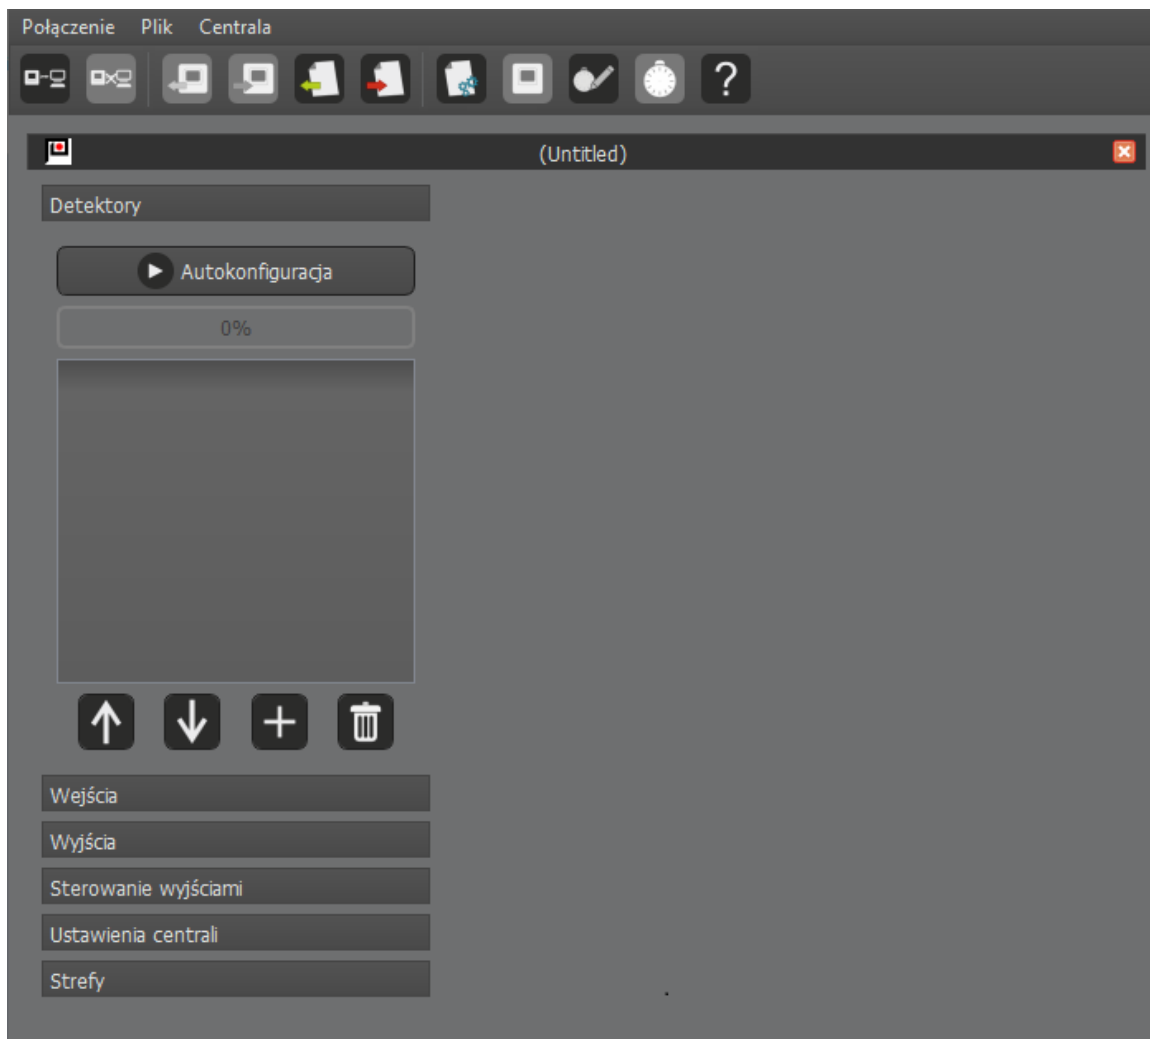 Połączenie Plik Centrala
?
(Untitled)
Detektory
Autokonfiguracja
0%
Wejścia
Wyjścia
Sterowanie wyjściami
Ustawienia centrali
Strefy